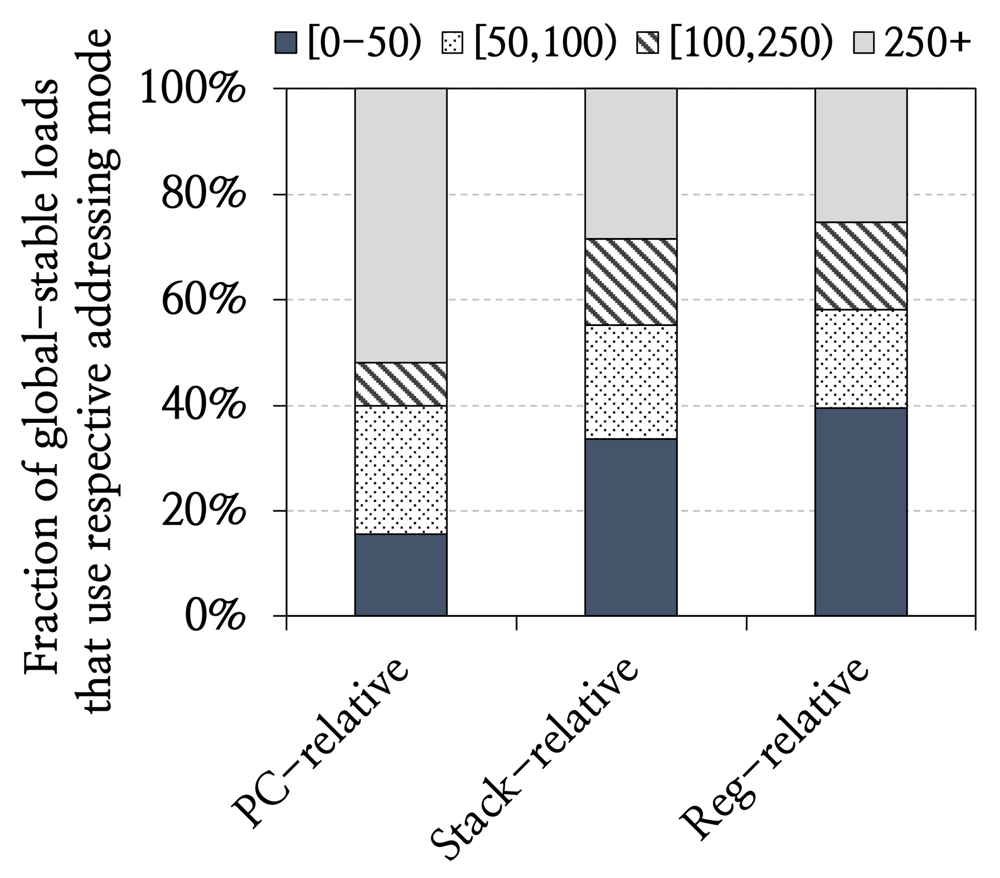 [0-50) [50,100) [100,250) 250+
Fraction of global-stable loads
that use respective addressing mode
100%
80%
60%
40%
20%
0%
PC-relative
Stack-relative
Reg-relative